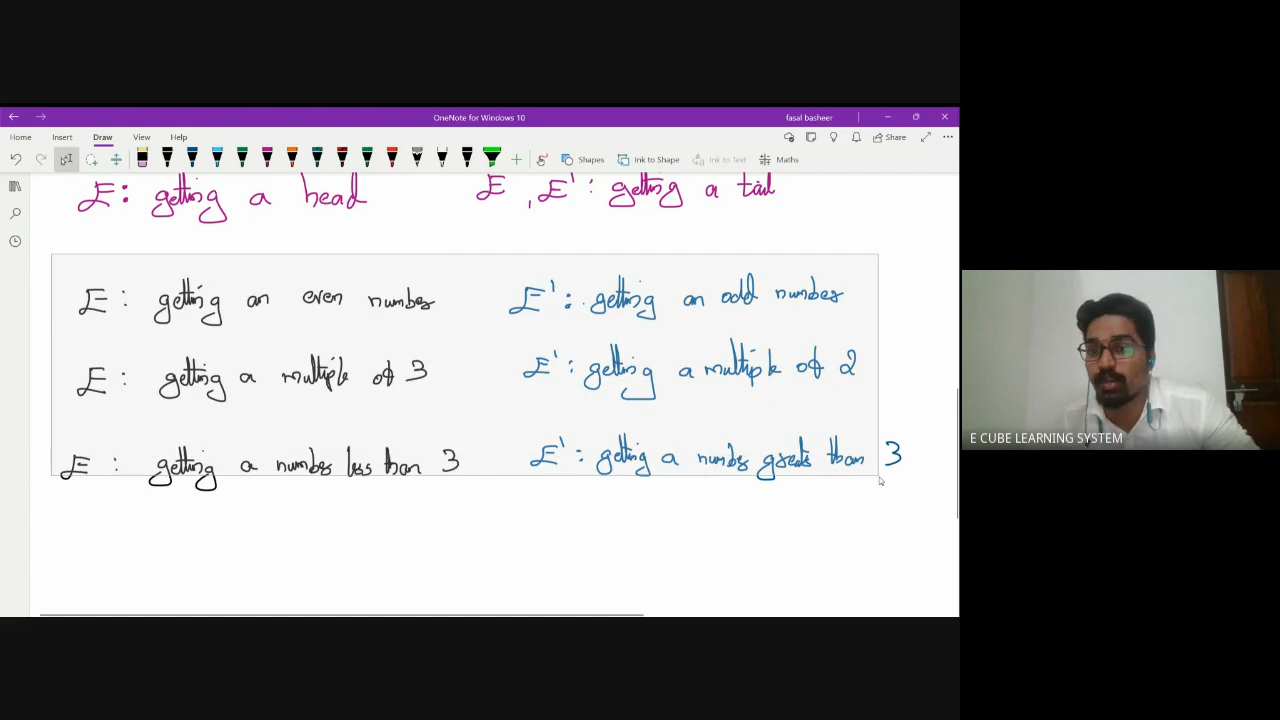 OneNote for Windows 10
fasal basheer
Home Insert Draw View Help
Share
Shapes Ink to Shape Ink to Text Maths
E: getting a head E, E': getting a tail
E: getting an even number E': getting an odd number
E: getting a multiple of 3 E': getting a multiple of 2
E: getting a number less than 3 E': getting a number greater than 3
E CUBE LEARNING SYSTEM